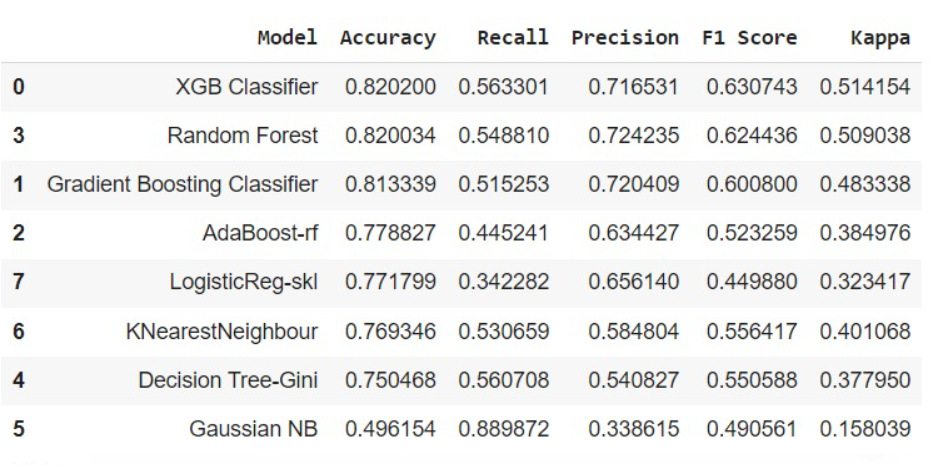 Model Accuracy Recall Precision F1 Score Kappa
0 XGB Classifier 0.820200 0.563301 0.716531 0.630743 0.514154
3 Random Forest 0.820034 0.548810 0.724235 0.624436 0.509038
1 Gradient Boosting Classifier 0.813339 0.515253 0.720409 0.600800 0.483338
2 AdaBoost-rf 0.778827 0.445241 0.634427 0.523259 0.384976
7 LogisticReg-skl 0.771799 0.342282 0.656140 0.449880 0.323417
6 KNearestNeighbour 0.769346 0.530659 0.584804 0.556417 0.401068
4 Decision Tree-Gini 0.750468 0.560708 0.540827 0.550588 0.377950
5 Gaussian NB 0.496154 0.889872 0.338615 0.490561 0.158039